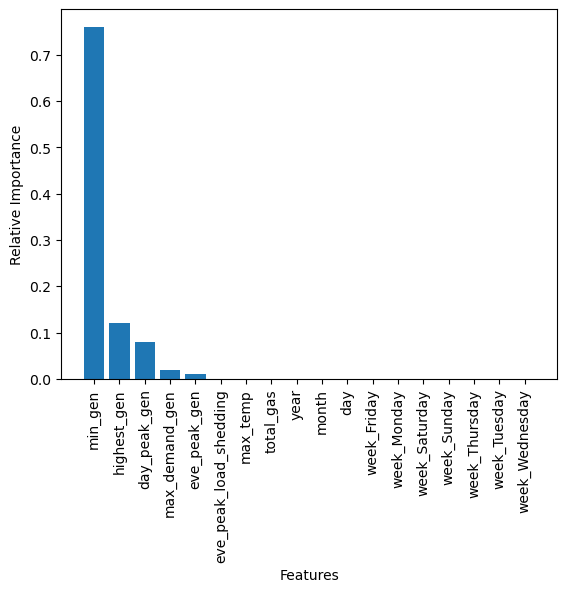 Relative Importance
0.7
0.6
0.5
0.4
0.3
0.2
0.1
0.0
min_gen
highest_gen
day_peak_gen
max_demand_gen
eve_peak_gen
eve_peak_load_shedding
max_temp
total_gas
year
month
day
week_Friday
week_Monday
week_Saturday
week_Sunday
week_Thursday
week_Tuesday
week_Wednesday
Features